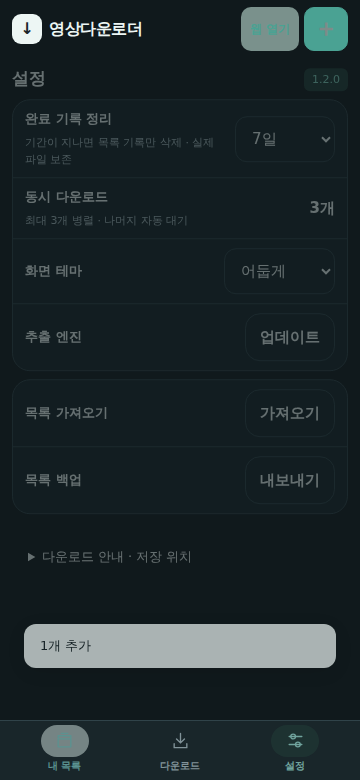 영상다운로더
설정
1.2.0
완료 기록 정리
기간이 지나면 목록 기록만 삭제 · 실제
파일 보존
7일
동시 다운로드
최대 3개 병렬 · 나머지 자동 대기
3개
화면 테마
어둡게
추출 엔진
업데이트
목록 가져오기
가져오기
목록 백업
내보내기
▶ 다운로드 안내 · 저장 위치
1개 추가
내 목록
다운로드
설정